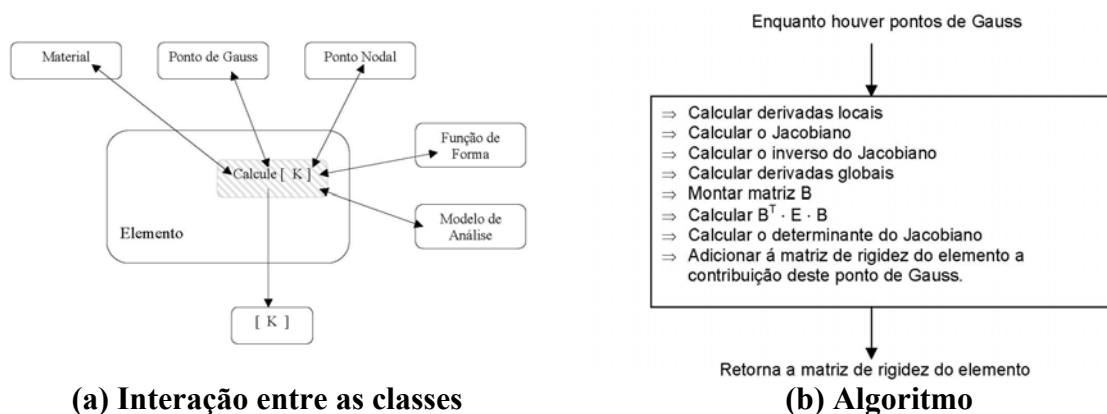 Material
Ponto de Gauss
Ponto Nodal
Função de
Forma
Calcule [ K ]
Elemento
Modelo de
Análise
[ K ]
(a) Interação entre as classes
Enquanto houver pontos de Gauss
⇒ Calcular derivadas locais
⇒ Calcular o Jacobiano
⇒ Calcular o inverso do Jacobiano
⇒ Calcular derivadas globais
⇒ Montar matriz B
⇒ Calcular Bᵀ · E · B
⇒ Calcular o determinante do Jacobiano
⇒ Adicionar á matriz de rigidez do elemento a
contribuição deste ponto de Gauss.
Retorna a matriz de rigidez do elemento
(b) Algoritmo